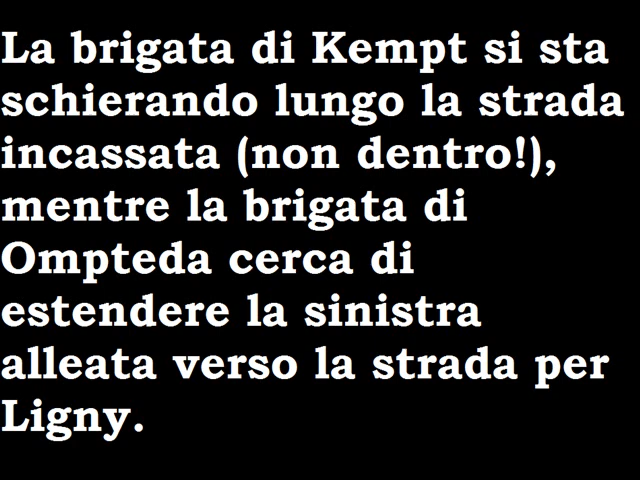 La brigata di Kempt si sta
schierando lungo la strada
incassata (non dentro!),
mentre la brigata di
Ompteda cerca di
estendere la sinistra
alleata verso la strada per
Ligny.